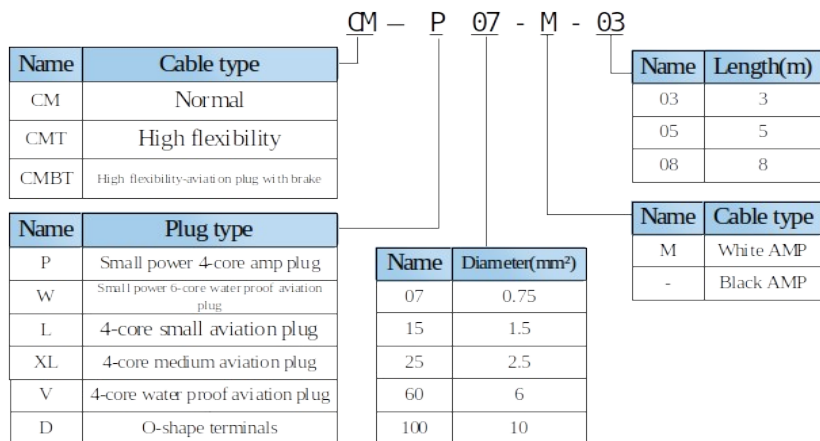 CM - P 07 - M - 03
Name Cable type
CM Normal
CMT High flexibility
CMBT High flexibility-aviation plug with brake
Name Plug type
P Small power 4-core amp plug
W Small power 6-core water proof aviation
plug
L 4-core small aviation plug
XL 4-core medium aviation plug
V 4-core water proof aviation plug
D O-shape terminals
Name Diameter(mm²)
07 0.75
15 1.5
25 2.5
60 6
100 10
Name Length(m)
03 3
05 5
08 8
Name Cable type
M White AMP
- Black AMP